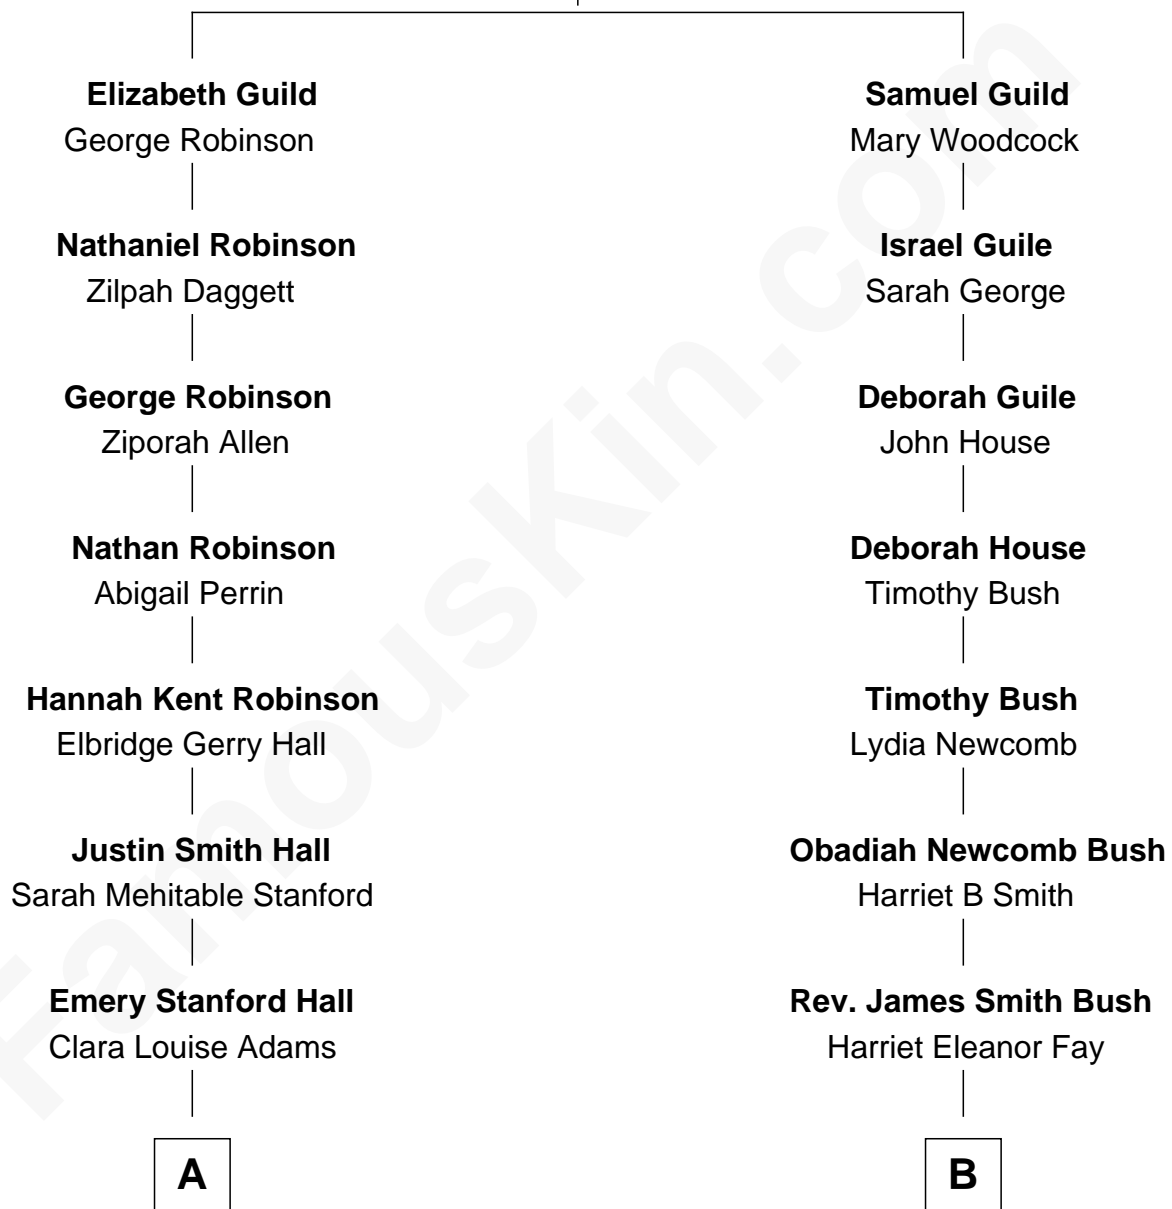 Elizabeth Guild
George Robinson
Nathaniel Robinson
Zilpah Daggett
George Robinson
Ziporah Allen
Nathan Robinson
Abigail Perrin
Hannah Kent Robinson
Elbridge Gerry Hall
Justin Smith Hall
Sarah Mehitable Stanford
Emery Stanford Hall
Clara Louise Adams
A
Samuel Guild
Mary Woodcock
Israel Guile
Sarah George
Deborah Guile
John House
Deborah House
Timothy Bush
Timothy Bush
Lydia Newcomb
Obadiah Newcomb Bush
Harriet B Smith
Rev. James Smith Bush
Harriet Eleanor Fay
B
FamousKin.com